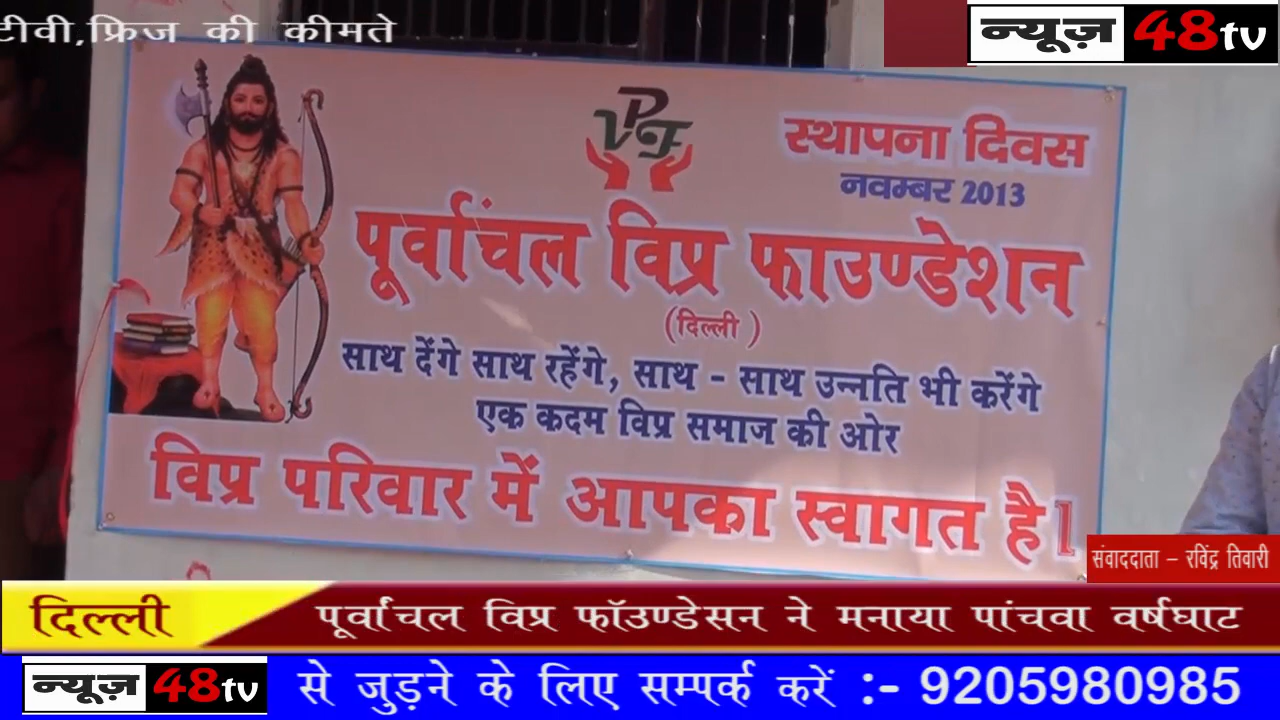 टीवी,फ्रिज की कीमते
न्यूज़ 48tv
VPF
स्थापना दिवस
नवम्बर 2013
पूर्वांचल विप्र फाउण्डेशन
(दिल्ली )
साथ देंगे साथ रहेंगे, साथ - साथ उन्नति भी करेंगे
एक कदम विप्र समाज की ओर
विप्र परिवार में आपका स्वागत है।
संवाददाता – रविंद्र तिवारी
दिल्ली
पूर्वांचल विप्र फॉउण्डेसन ने मनाया पांचवा वर्षघाट
न्यूज़ 48tv से जुड़ने के लिए सम्पर्क करें :- 9205980985